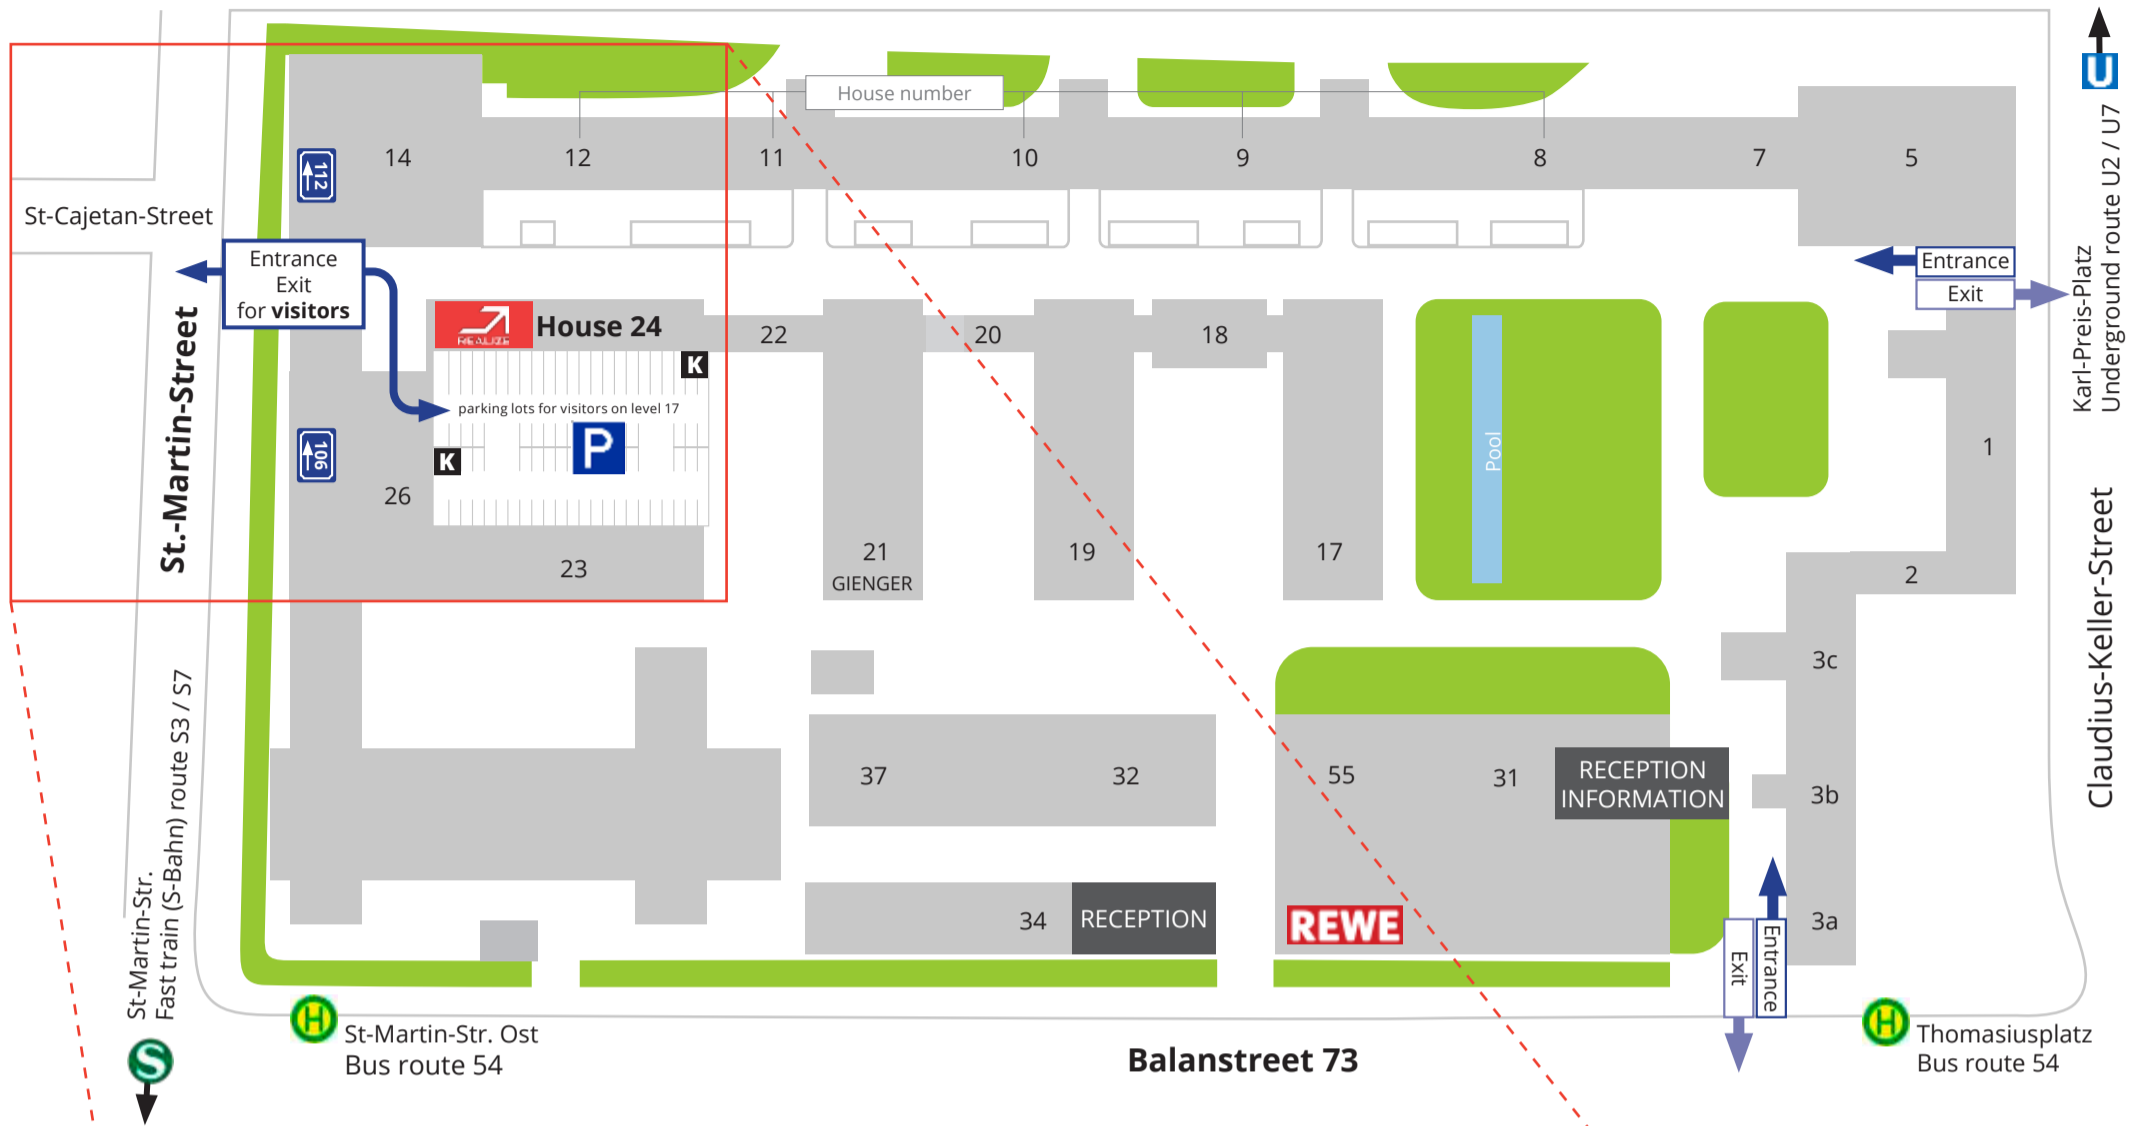 House number
14
12
11
10
9
8
7
5
112
St-Cajetan-Street
Entrance
Exit
for visitors
St.-Martin-Street
REALIZE
House 24
K
parking lots for visitors on level 17
P
K
106
26
23
22
21
GIENGER
20
19
18
17
Pool
U
Karl-Preis-Platz
Underground route U2 / U7
Entrance
Exit
1
2
Claudius-Keller-Street
3c
3b
3a
37
32
55
31
RECEPTION
INFORMATION
34
RECEPTION
REWE
Exit
Entrance
St-Martin-Str.
Fast train (S-Bahn) route S3 / S7
S
H
St-Martin-Str. Ost
Bus route 54
Balanstreet 73
H
Thomasiusplatz
Bus route 54